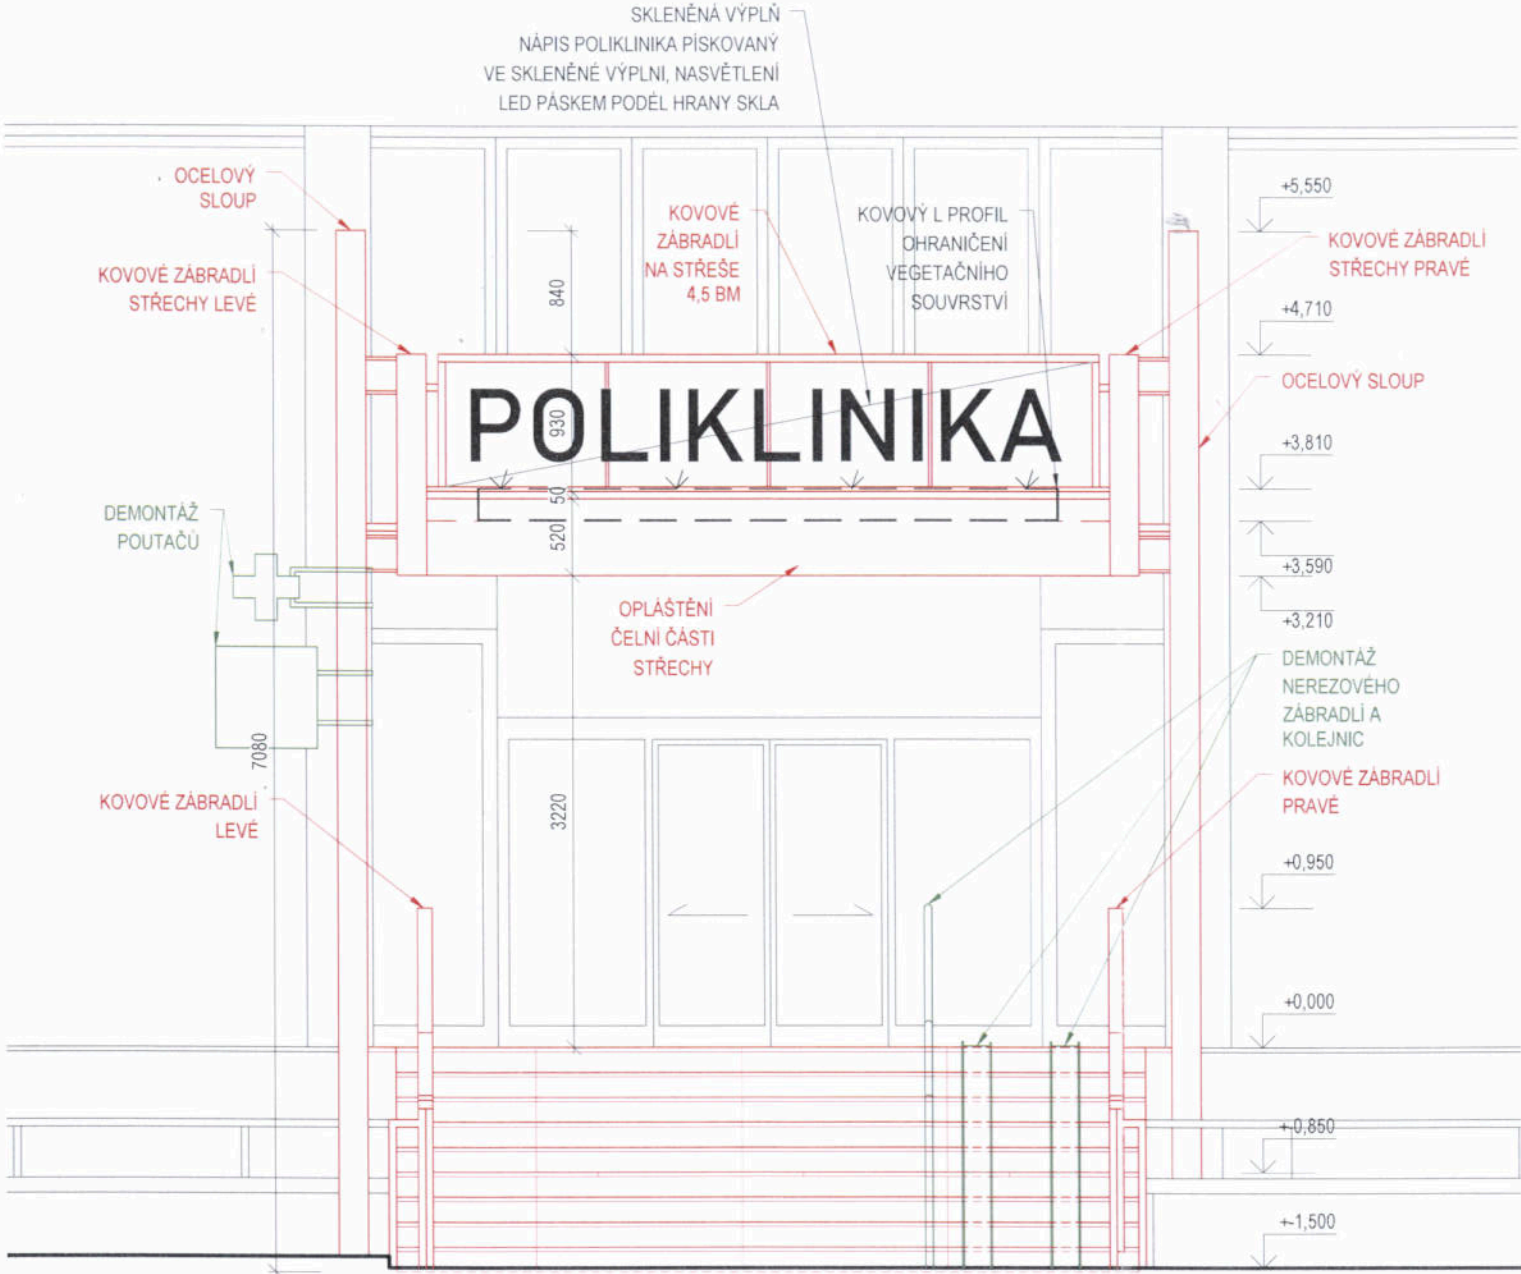 SKLENĚNÁ VÝPLŇ
NÁPIS POLIKLINIKA PÍSKOVANÝ
VE SKLENĚNÉ VÝPLNI, NASVĚTLENÍ
LED PÁSKEM PODÉL HRANY SKLA
OCELOVÝ
SLOUP
KOVOVÉ ZÁBRADLÍ
STŘECHY LEVÉ
KOVOVÉ
ZÁBRADLÍ
NA STŘEŠE
4,5 BM
KOVOVÝ L PROFIL
OHRANIČENÍ
VEGETAČNÍHO
SOUVRSTVÍ
KOVOVÉ ZÁBRADLÍ
STŘECHY PRAVÉ
OCELOVÝ SLOUP
+5,550
+4,710
+3,810
+3,590
+3,210
840
930
50
520
3220
7080
POLIKLINIKA
DEMONTÁŽ
POUTAČŮ
OPLÁŠTĚNÍ
ČELNÍ ČÁSTI
STŘECHY
DEMONTÁŽ
NEREZOVÉHO
ZÁBRADLÍ A
KOLEJNIC
KOVOVÉ ZÁBRADLÍ
LEVÉ
KOVOVÉ ZÁBRADLÍ
PRAVÉ
+0,950
+0,000
+-0,850
+-1,500